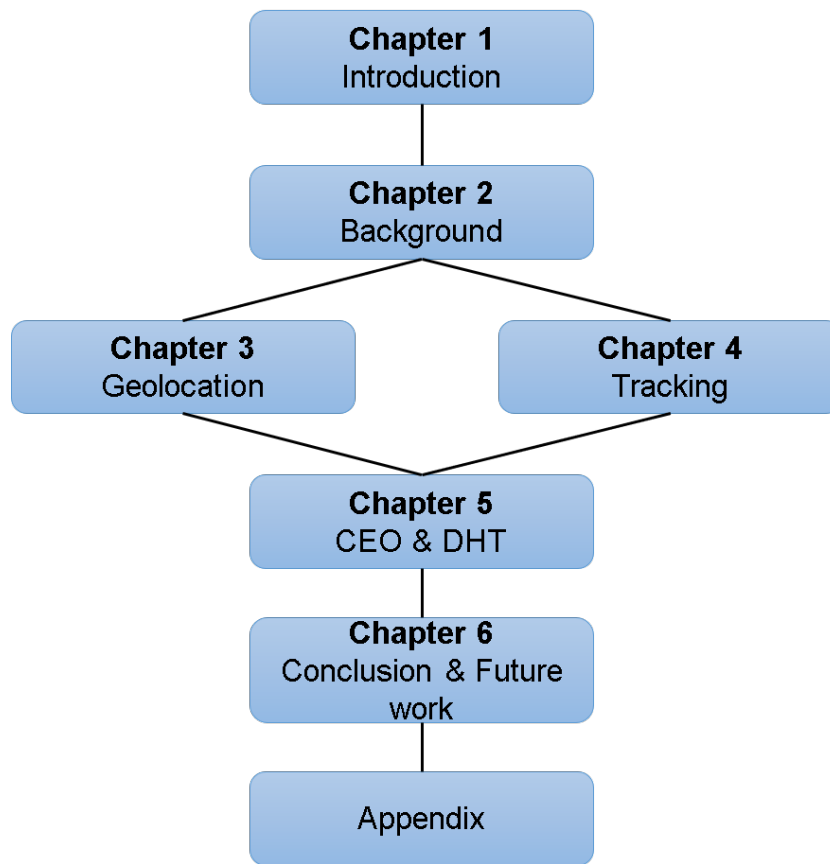 Chapter 1
Introduction
Chapter 2
Background
Chapter 3
Geolocation
Chapter 4
Tracking
Chapter 5
CEO & DHT
Chapter 6
Conclusion & Future
work
Appendix